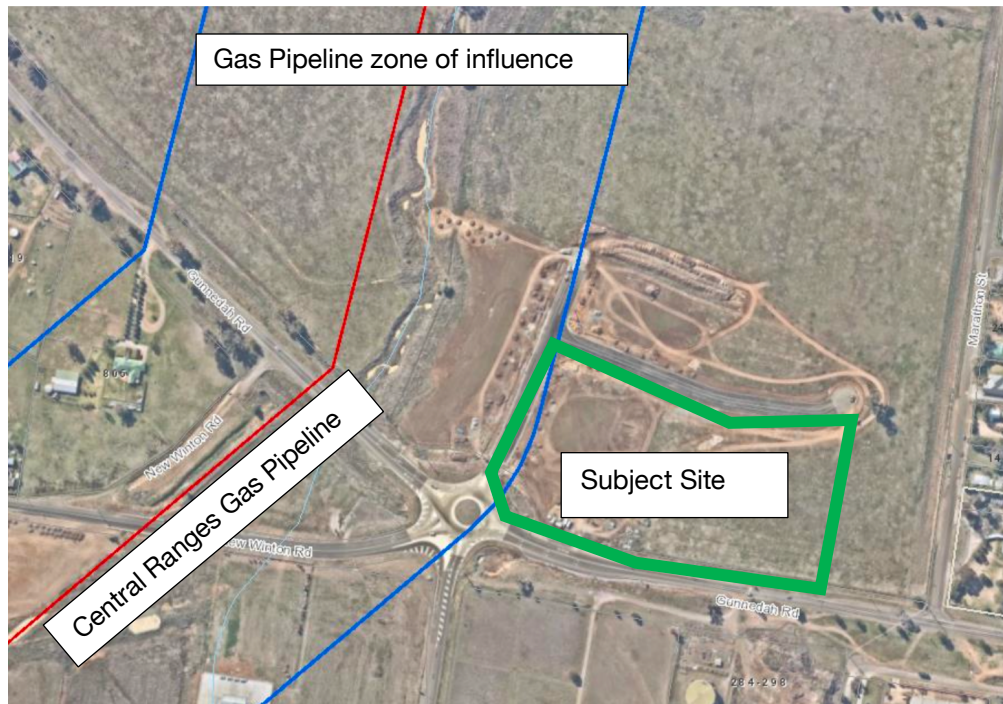 Gas Pipeline zone of influence
Gunnedah Rd
Marathon St
805
New Winton Rd
Central Ranges Gas Pipeline
Subject Site
New Winton Rd
Gunnedah Rd
284-298